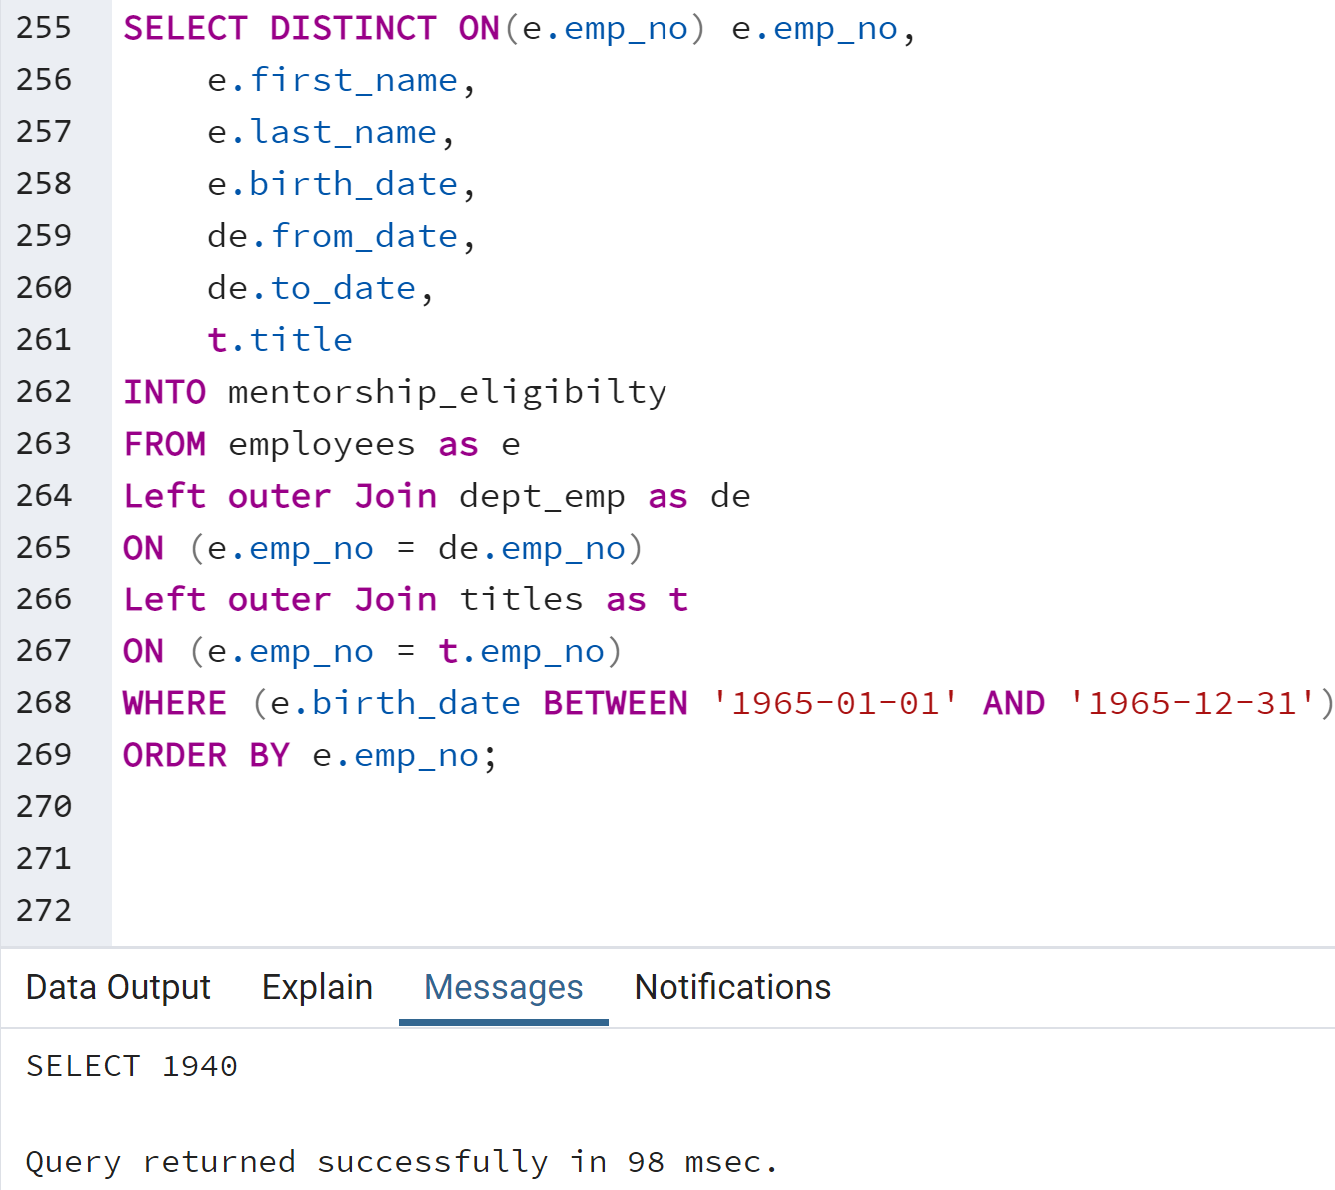 255 SELECT DISTINCT ON(e.emp_no) e.emp_no,
256     e.first_name,
257     e.last_name,
258     e.birth_date,
259     de.from_date,
260     de.to_date,
261     t.title
262 INTO mentorship_eligibilty
263 FROM employees as e
264 Left outer Join dept_emp as de
265 ON (e.emp_no = de.emp_no)
266 Left outer Join titles as t
267 ON (e.emp_no = t.emp_no)
268 WHERE (e.birth_date BETWEEN '1965-01-01' AND '1965-12-31')
269 ORDER BY e.emp_no;
270
271
272
Data Output Explain Messages Notifications
SELECT 1940
Query returned successfully in 98 msec.